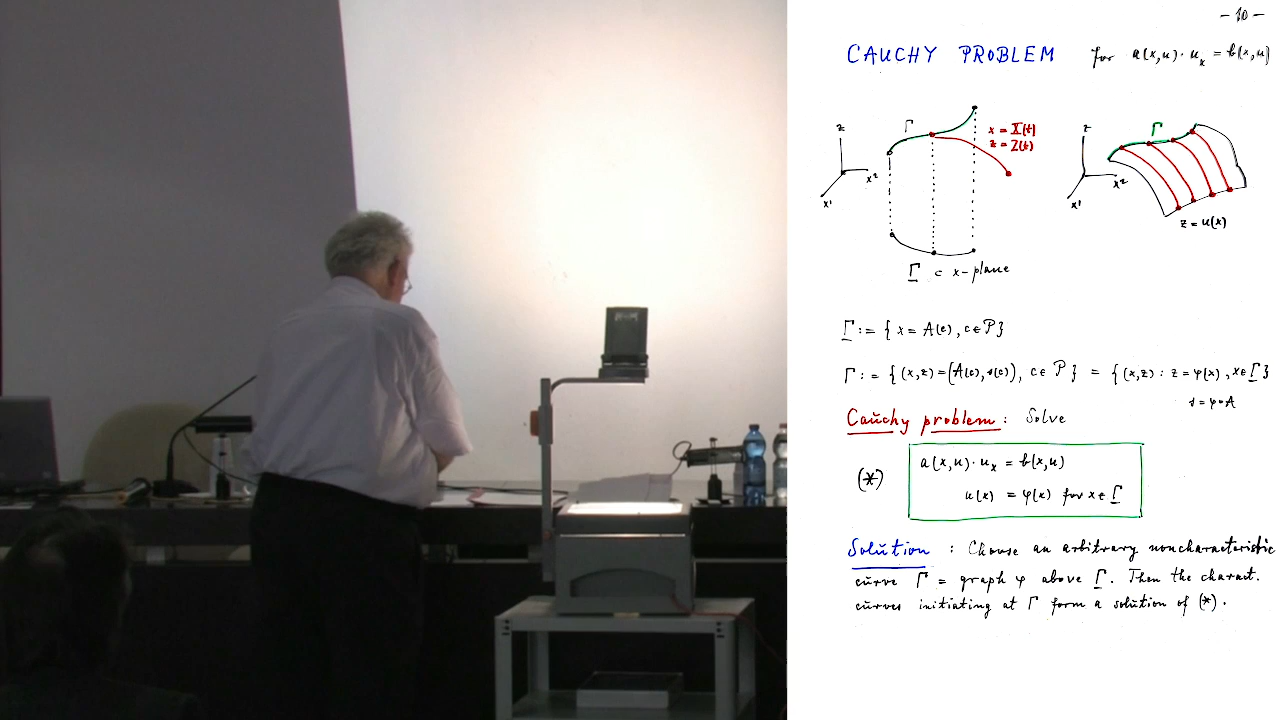 - 10 -
CAUCHY PROBLEM for a(x,u) · u_x = b(x,u)
z
x²
x¹
Γ
x = X(t)
z = Z(t)
z
x²
x¹
Γ
z = u(x)
Γ̲ ⊂ x-plane
Γ̲ := { x = A(c), c ∈ P }
Γ := { (x,z) = (A(c), s(c)), c ∈ P } = { (x,z) : z = φ(x), x ∈ Γ̲ }
s = φ∘A
Cauchy problem: Solve
(*)
a(x,u) · u_x = b(x,u)
u(x) = φ(x) for x ∈ Γ̲
Solution : Choose an arbitrary noncharacteristic
curve Γ = graph φ above Γ̲. Then the charact.
curves initiating at Γ form a solution of (*).